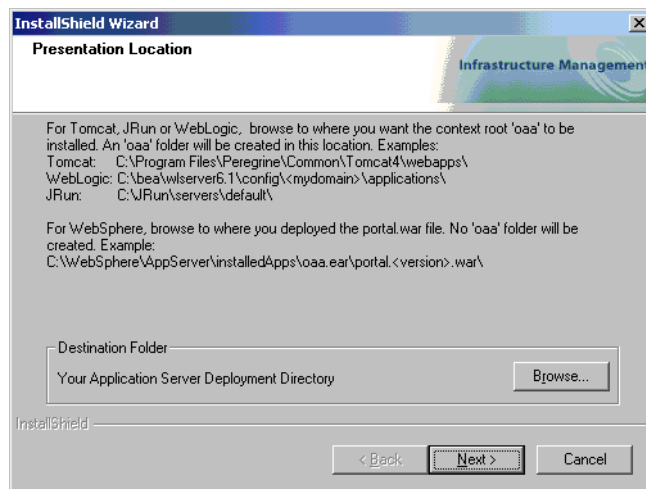 InstallShield Wizard
Presentation Location
Infrastructure Management
For Tomcat, JRun or WebLogic, browse to where you want the context root 'oaa' to be
installed. An 'oaa' folder will be created in this location. Examples:
Tomcat: C:\Program Files\Peregrine\Common\Tomcat4\webapps\
WebLogic: C:\bea\wlserver6.1\config\<mydomain>\applications\
JRun: C:\JRun\servers\default\
For WebSphere, browse to where you deployed the portal.war file. No 'oaa' folder will be
created. Example:
C:\WebSphere\AppServer\installedApps\oaa.ear\portal.<version>.war\
Destination Folder
Your Application Server Deployment Directory
Browse...
InstallShield
< Back
Next >
Cancel